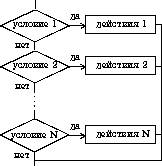 да
условие 1 действия 1
нет
да
условие 2 действия 2
нет
да
условие N действия N
нет